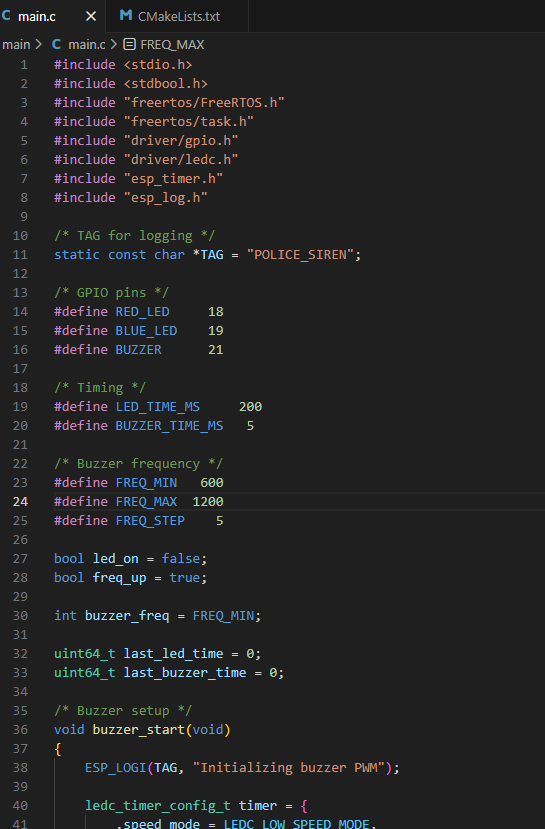 main.c
CMakeLists.txt
main > main.c > FREQ_MAX
1 #include <stdio.h>
2 #include <stdbool.h>
3 #include "freertos/FreeRTOS.h"
4 #include "freertos/task.h"
5 #include "driver/gpio.h"
6 #include "driver/ledc.h"
7 #include "esp_timer.h"
8 #include "esp_log.h"
9
10 /* TAG for logging */
11 static const char *TAG = "POLICE_SIREN";
12
13 /* GPIO pins */
14 #define RED_LED     18
15 #define BLUE_LED    19
16 #define BUZZER      21
17
18 /* Timing */
19 #define LED_TIME_MS     200
20 #define BUZZER_TIME_MS   5
21
22 /* Buzzer frequency */
23 #define FREQ_MIN   600
24 #define FREQ_MAX  1200
25 #define FREQ_STEP    5
26
27 bool led_on = false;
28 bool freq_up = true;
29
30 int buzzer_freq = FREQ_MIN;
31
32 uint64_t last_led_time = 0;
33 uint64_t last_buzzer_time = 0;
34
35 /* Buzzer setup */
36 void buzzer_start(void)
37 {
38     ESP_LOGI(TAG, "Initializing buzzer PWM");
39
40     ledc_timer_config_t timer = {
41         .speed_mode = LEDC_LOW_SPEED_MODE,